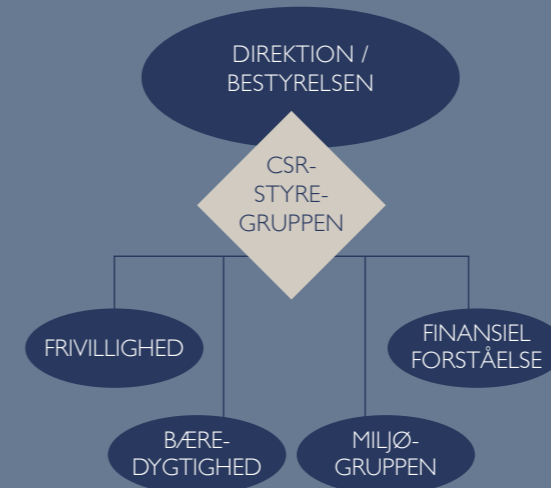 DIREKTION /
BESTYRELSEN
CSR-
STYRE-
GRUPPEN
FRIVILLIGHED
FINANSIEL
FORSTÅELSE
BÆRE-
DYGTIGHED
MILJØ-
GRUPPEN